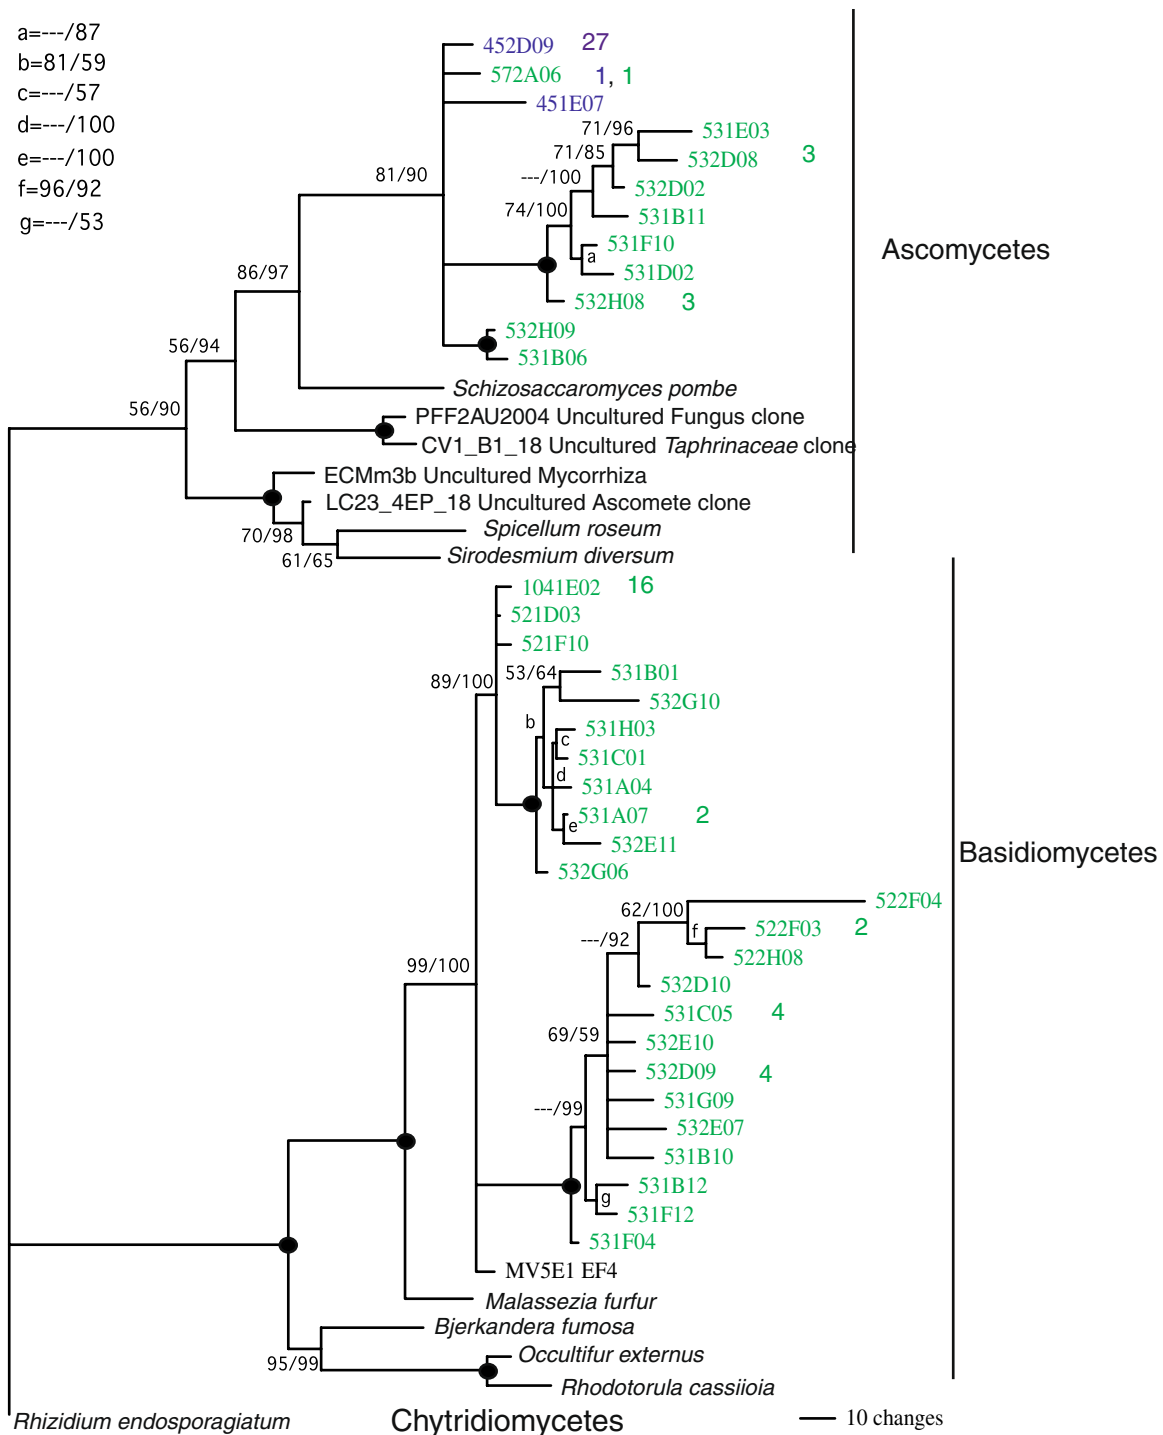 a=---/87
b=81/59
c=---/57
d=---/100
e=---/100
f=96/92
g=---/53
452D09 27
572A06 1, 1
451E07
71/96 531E03
532D08 3
71/85
---/100 532D02
81/90
74/100 531B11
531F10
a
531D02
86/97
532H08 3
532H09
531B06
56/94
Schizosaccaromyces pombe
56/90
PFF2AU2004 Uncultured Fungus clone
CV1_B1_18 Uncultured Taphrinaceae clone
ECMm3b Uncultured Mycorrhiza
LC23_4EP_18 Uncultured Ascomete clone
70/98 Spicellum roseum
61/65 Sirodesmium diversum
Ascomycetes
1041E02 16
521D03
521F10
53/64 531B01
89/100
532G10
b
531H03
c
531C01
d
531A04
531A07 2
e
532E11
532G06
Basidiomycetes
522F04
62/100
522F03 2
f
---/92
522H08
99/100
532D10
531C05 4
69/59 532E10
532D09 4
531G09
---/99
532E07
531B10
531B12
g
531F12
531F04
MV5E1 EF4
Malassezia furfur
Bjerkandera fumosa
95/99 Occultifur externus
Rhodotorula cassiioia
Rhizidium endosporagiatum Chytridiomycetes 10 changes